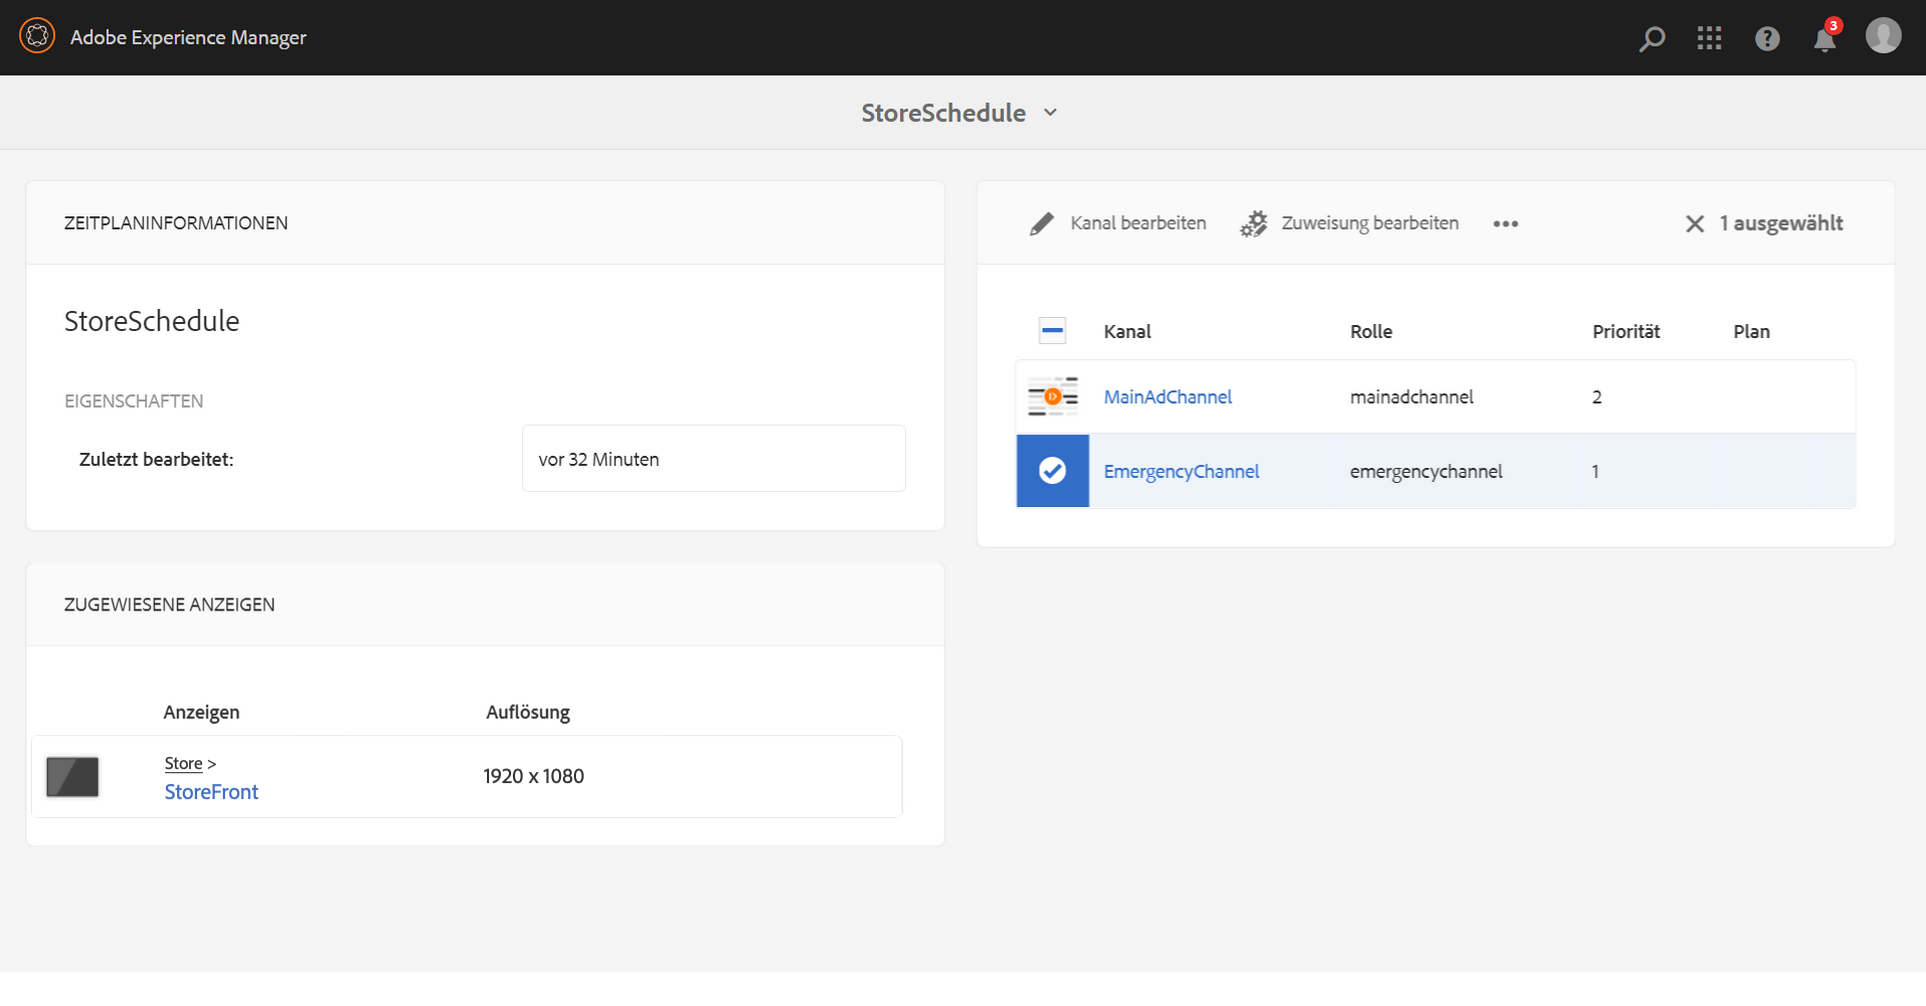 Adobe Experience Manager
3
StoreSchedule
ZEITPLANINFORMATIONEN
StoreSchedule
EIGENSCHAFTEN
Zuletzt bearbeitet: vor 32 Minuten
Kanal bearbeiten Zuweisung bearbeiten 1 ausgewählt
Kanal Rolle Priorität Plan
MainAdChannel mainadchannel 2
EmergencyChannel emergencychannel 1
ZUGEWIESENE ANZEIGEN
Anzeigen Auflösung
Store >
StoreFront 1920 x 1080